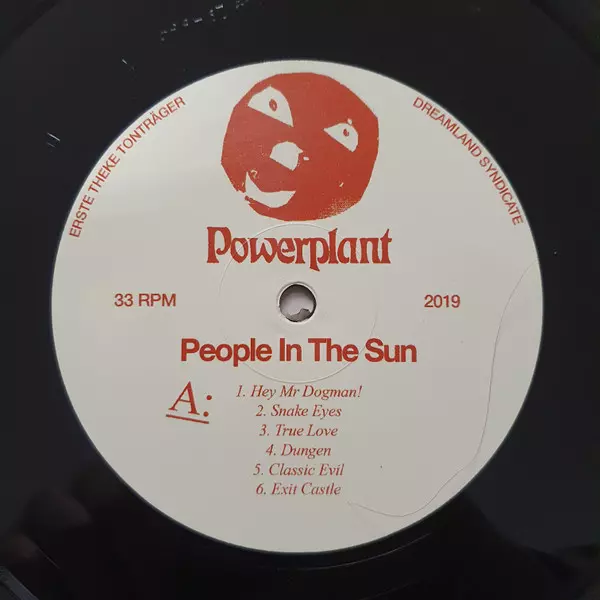 ERSTE THEKE TONTRÄGER
DREAMLAND SYNDICATE
Powerplant
33 RPM
2019
People In The Sun
A:
1. Hey Mr Dogman!
2. Snake Eyes
3. True Love
4. Dungen
5. Classic Evil
6. Exit Castle